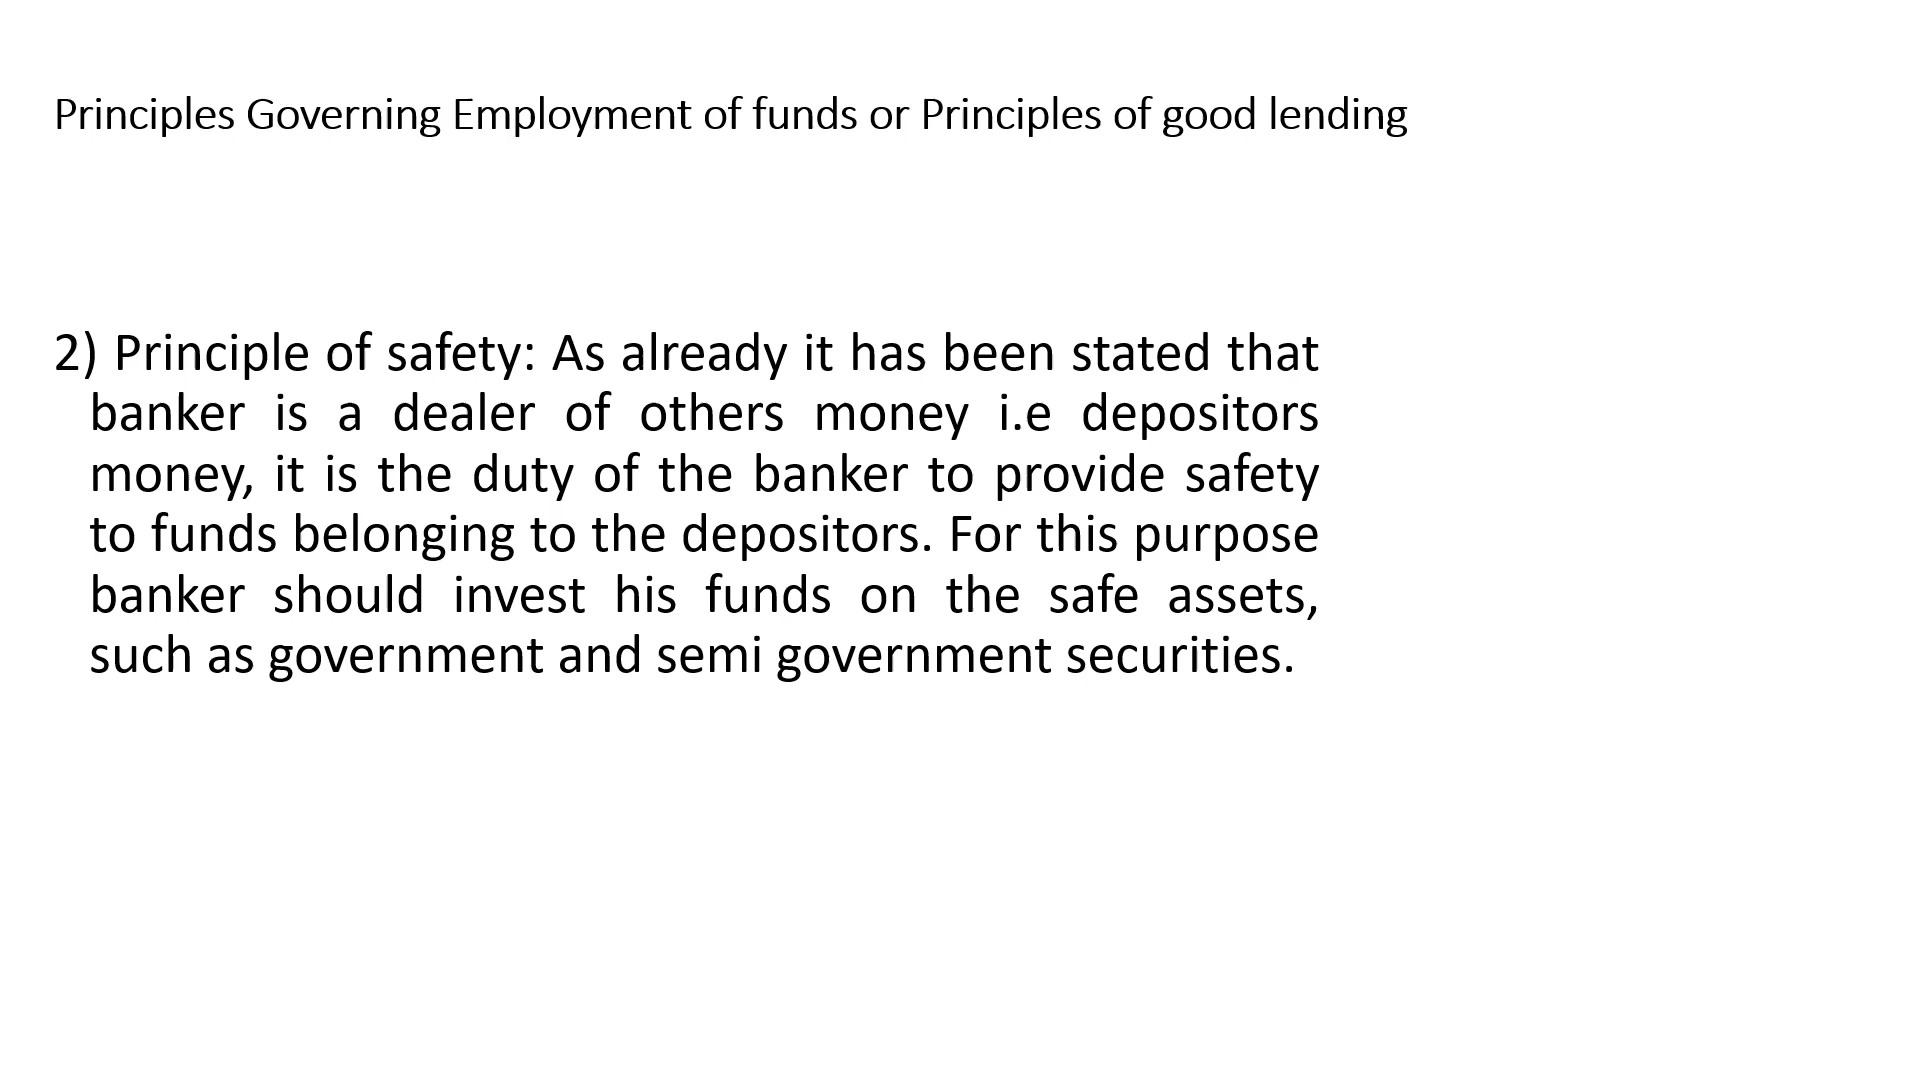 Principles Governing Employment of funds or Principles of good lending
2) Principle of safety: As already it has been stated that
banker is a dealer of others money i.e depositors
money, it is the duty of the banker to provide safety
to funds belonging to the depositors. For this purpose
banker should invest his funds on the safe assets,
such as government and semi government securities.